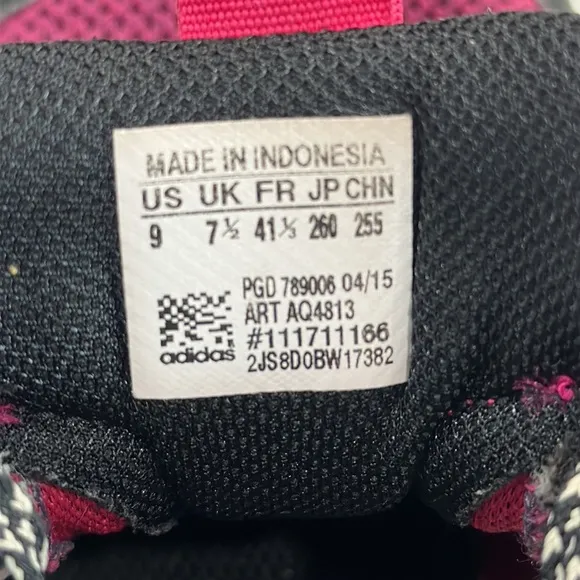 MADE IN INDONESIA
US UK FR JP CHN
9 7½ 41⅓ 260 255
PGD 789006 04/15
ART AQ4813
#111711166
adidas 2JS8D0BW17382